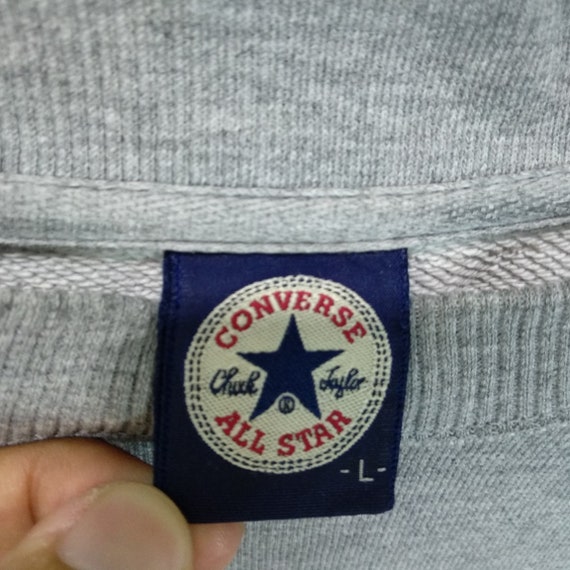 CONVERSE
Chuck Taylor
®
ALL STAR
-L-